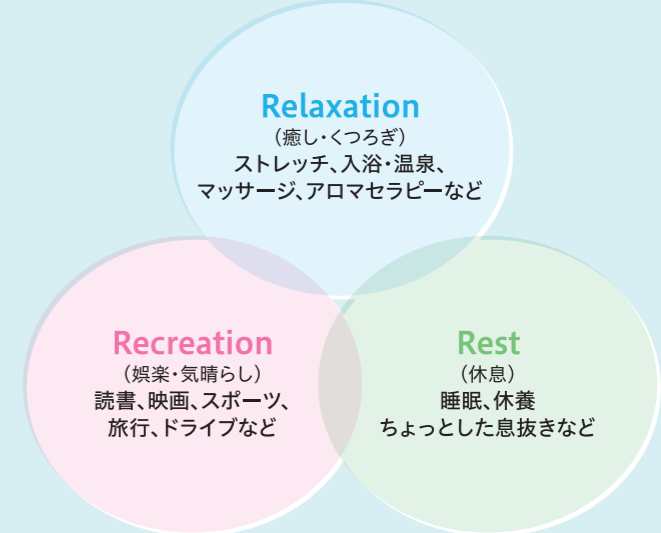 Relaxation
（癒し・くつろぎ）
ストレッチ、入浴・温泉、
マッサージ、アロマセラピーなど
Recreation
（娯楽・気晴らし）
読書、映画、スポーツ、
旅行、ドライブなど
Rest
（休息）
睡眠、休養
ちょっとした息抜きなど